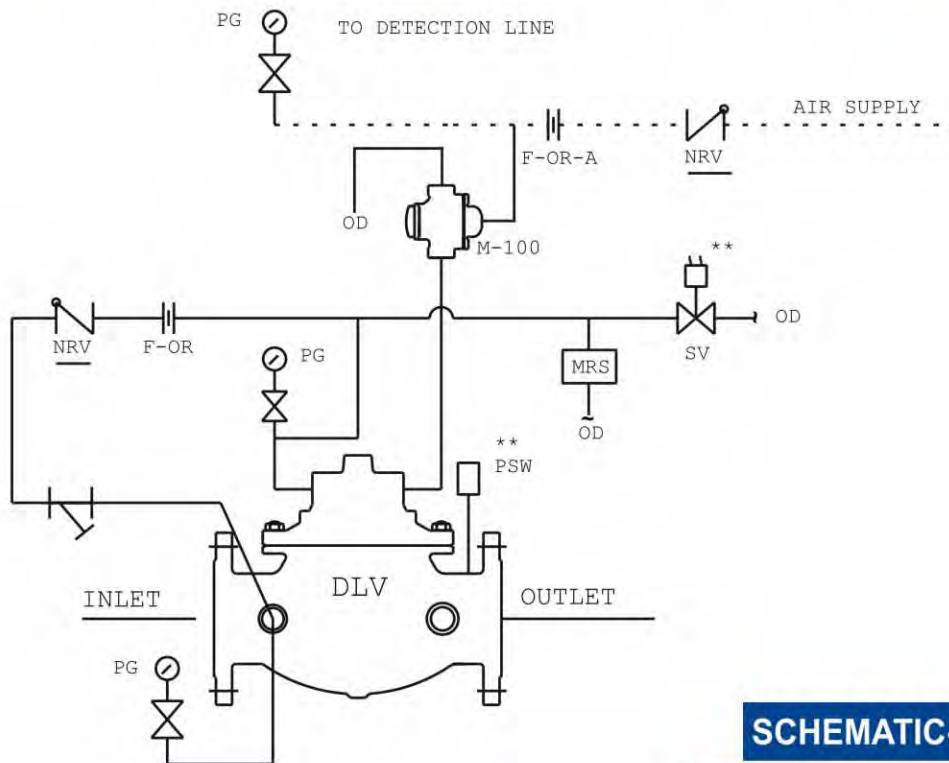 PG
TO DETECTION LINE
AIR SUPPLY
F-OR-A
NRV
OD
M-100
**
OD
NRV
F-OR
SV
PG
MRS
OD
**
PSW
DLV
INLET
OUTLET
PG
SCHEMATIC-